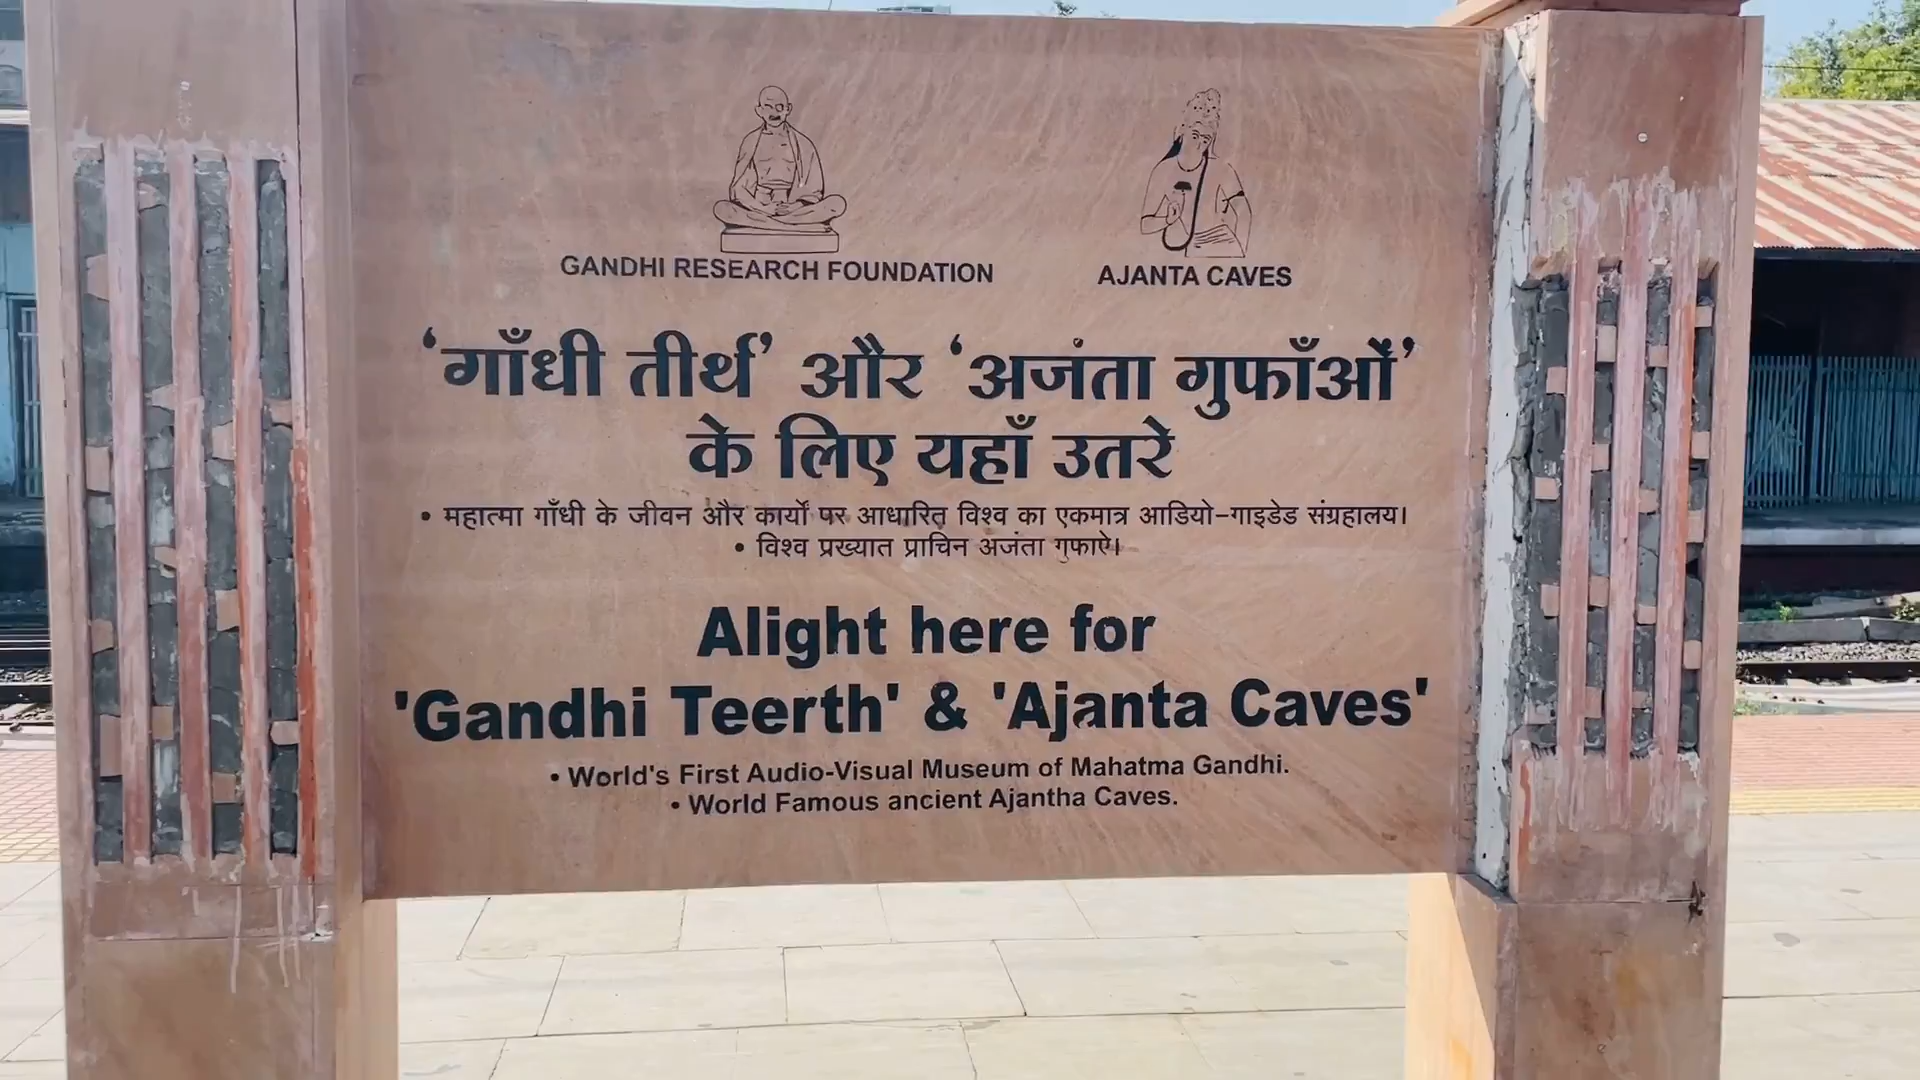 GANDHI RESEARCH FOUNDATION
AJANTA CAVES
‘गाँधी तीर्थ’ और ‘अजंता गुफाँओं’
के लिए यहाँ उतरे
• महात्मा गाँधी के जीवन और कार्यों पर आधारित विश्व का एकमात्र आडियो-गाइडेड संग्रहालय।
• विश्व प्रख्यात प्राचिन अजंता गुफाऐ।
Alight here for
'Gandhi Teerth' & 'Ajanta Caves'
• World's First Audio-Visual Museum of Mahatma Gandhi.
• World Famous ancient Ajantha Caves.